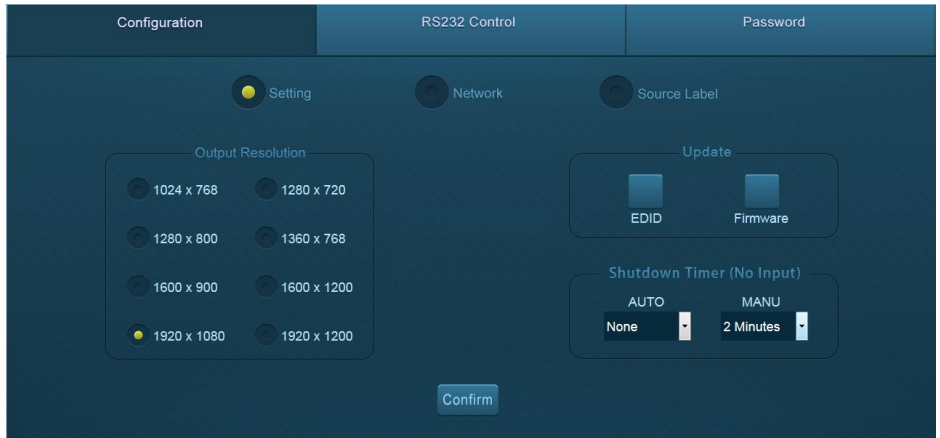 Configuration RS232 Control Password
Setting Network Source Label
Output Resolution
1024 x 768 1280 x 720
1280 x 800 1360 x 768
1600 x 900 1600 x 1200
1920 x 1080 1920 x 1200
Update
EDID Firmware
Shutdown Timer (No Input)
AUTO MANU
None 2 Minutes
Confirm